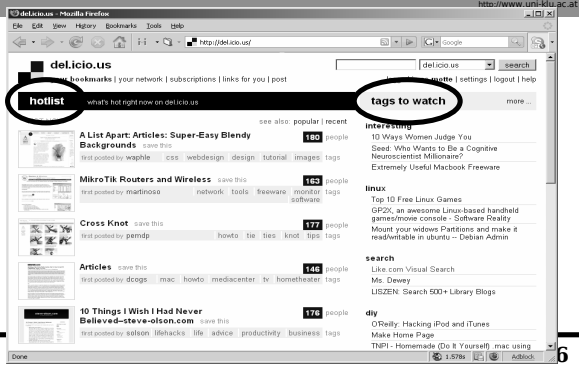 http://www.uni-klu.ac.at
del.icio.us - Mozilla Firefox
File Edit View History Bookmarks Tools Help
http://del.icio.us/
Google
del.icio.us
del.icio.us search
bookmarks | your network | subscriptions | links for you | post
motte | settings | logout | help
hotlist what's hot right now on del.icio.us
tags to watch more ...
see also: popular | recent
A List Apart: Articles: Super-Easy Blendy
Backgrounds save this
180 people
first posted by waphle css webdesign design tutorial images tags
MikroTik Routers and Wireless save this
163 people
first posted by martinoso network tools freeware monitor tags
software
Cross Knot save this
177 people
first posted by pemdp howto tie ties knot tips tags
Articles save this
146 people
first posted by dcogs mac howto mediacenter tv hometheater tags
10 Things I Wish I Had Never
Believed–steve-olson.com save this
176 people
first posted by solson lifehacks life advice productivity business tags
interesting
10 Ways Women Judge You
Seed: Who Wants to Be a Cognitive
Neuroscientist Millionaire?
Extremely Useful Macbook Freeware
linux
Top 10 Free Linux Games
GP2X, an awesome Linux-based handheld
games/movie console - Software Reality
Mount your widows Partitions and make it
read/writable in ubuntu -- Debian Admin
search
Like.com Visual Search
Ms. Dewey
LISZEN: Search 500+ Library Blogs
diy
O'Reilly: Hacking iPod and iTunes
Make Home Page
TNPI - Homemade (Do It Yourself) .mac using
Done
1.578s
Adblock
6